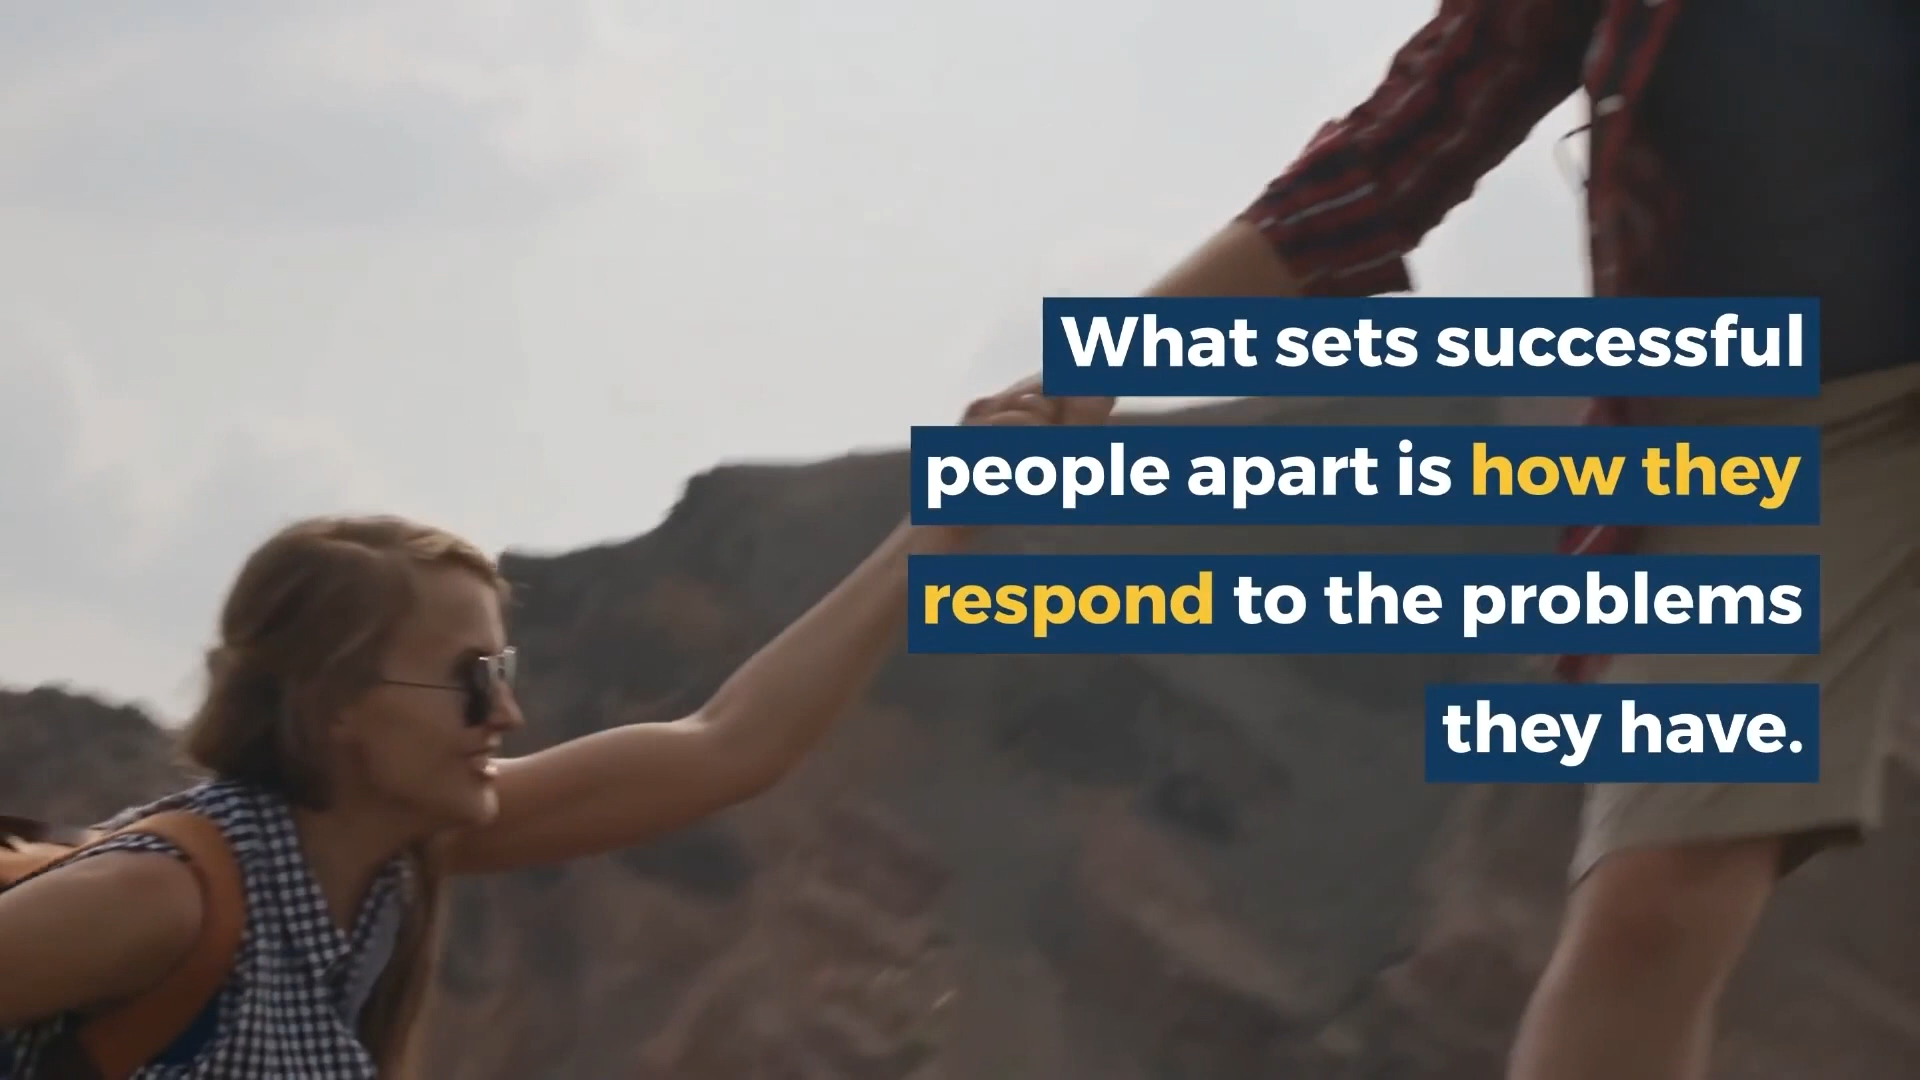 What sets successful
people apart is how they
respond to the problems
they have.